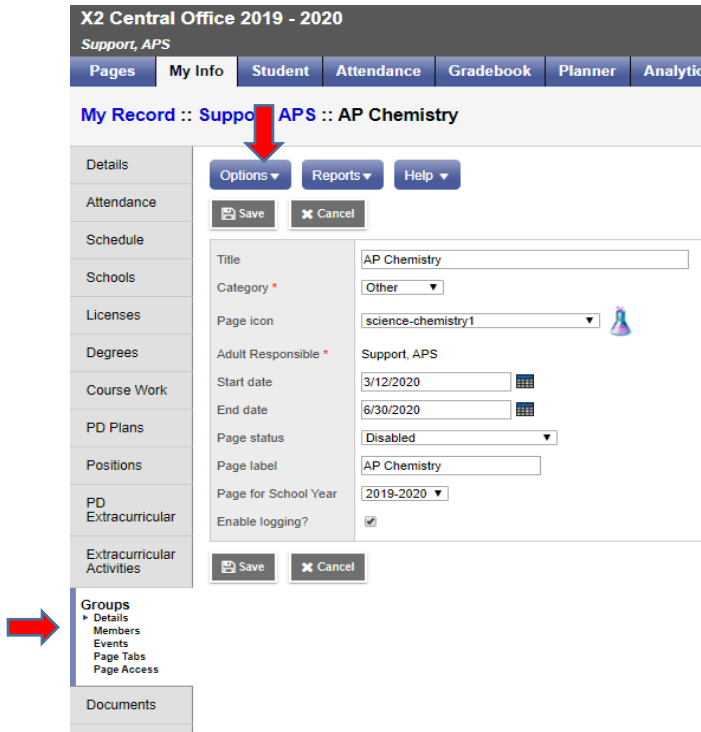 X2 Central Office 2019 - 2020
Support, APS
Pages My Info Student Attendance Gradebook Planner Analytic
My Record :: Suppo APS :: AP Chemistry
Details
Attendance
Schedule
Schools
Licenses
Degrees
Course Work
PD Plans
Positions
PD
Extracurricular
Extracurricular
Activities
Groups
Details
Members
Events
Page Tabs
Page Access
Documents
Options Reports Help
Save Cancel
Title AP Chemistry
Category * Other
Page icon science-chemistry1
Adult Responsible * Support, APS
Start date 3/12/2020
End date 6/30/2020
Page status Disabled
Page label AP Chemistry
Page for School Year 2019-2020
Enable logging?
Save Cancel